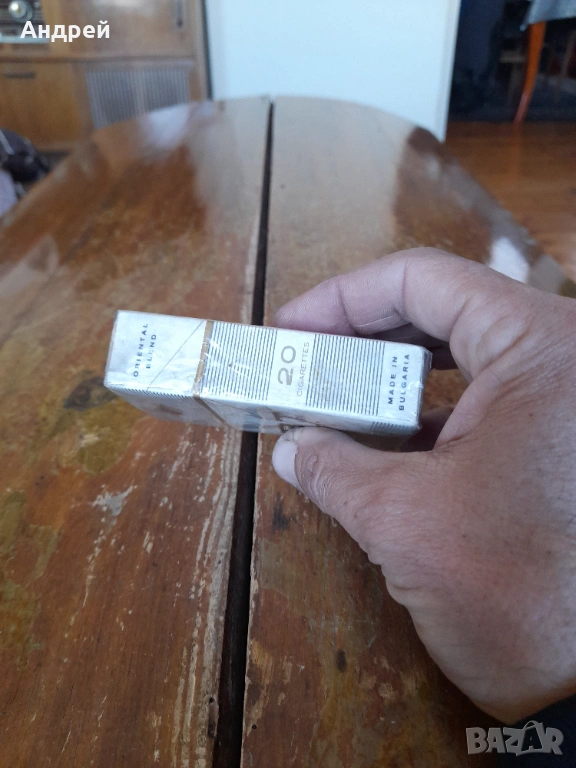 Андрей
ORIENTAL
BLEND
20
CIGARETTES
MADE IN
BULGARIA
BAZAR